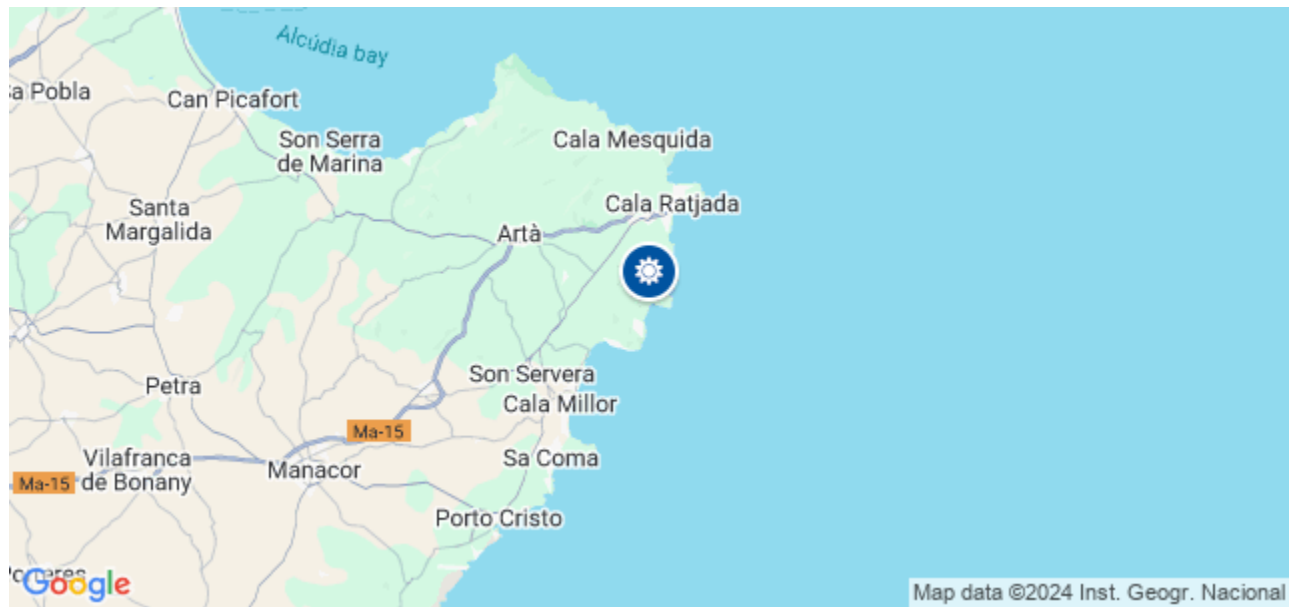 Alcúdia bay
a Pobla
Can Picafort
Son Serra
de Marina
Cala Mesquida
Santa
Margalida
Cala Ratjada
Artà
Petra
Son Servera
Cala Millor
Ma-15
Vilafranca
de Bonany
Ma-15
Manacor
Sa Coma
Porto Cristo
Google
Map data ©2024 Inst. Geogr. Nacional